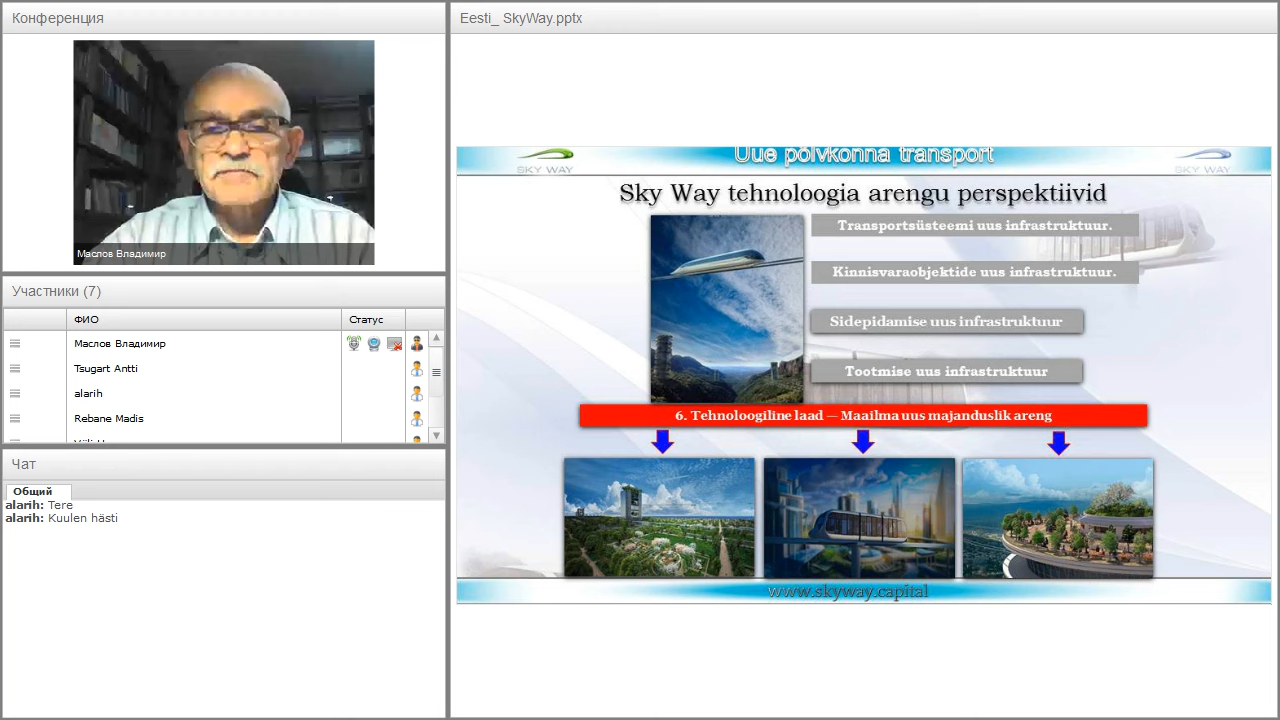 Конференция
Маслов Владимир
Участники (7)
ФИО
Статус
Маслов Владимир
Tsugart Antti
alarih
Rebane Madis
Чат
Общий
alarih: Tere
alarih: Kuulen hästi
Eesti_ SkyWay.pptx
SKY WAY
Uue põlvkonna transport
SKY WAY
Sky Way tehnoloogia arengu perspektiivid
Transportsüsteemi uus infrastruktuur.
Kinnisvaraobjektide uus infrastruktuur.
Sidepidamise uus infrastruktuur
Tootmise uus infrastruktuur
6. Tehnoloogiline laad — Maailma uus majanduslik areng
www.skyway.capital